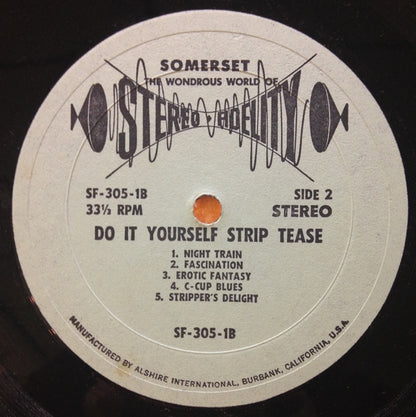 SOMERSET
THE WONDROUS WORLD OF
STEREO-FIDELITY
SF-305-1B SIDE 2
33⅓ RPM STEREO
DO IT YOURSELF STRIP TEASE
1. NIGHT TRAIN
2. FASCINATION
3. EROTIC FANTASY
4. C-CUP BLUES
5. STRIPPER'S DELIGHT
SF-305-1B
MANUFACTURED BY ALSHIRE INTERNATIONAL, BURBANK, CALIFORNIA, U.S.A.